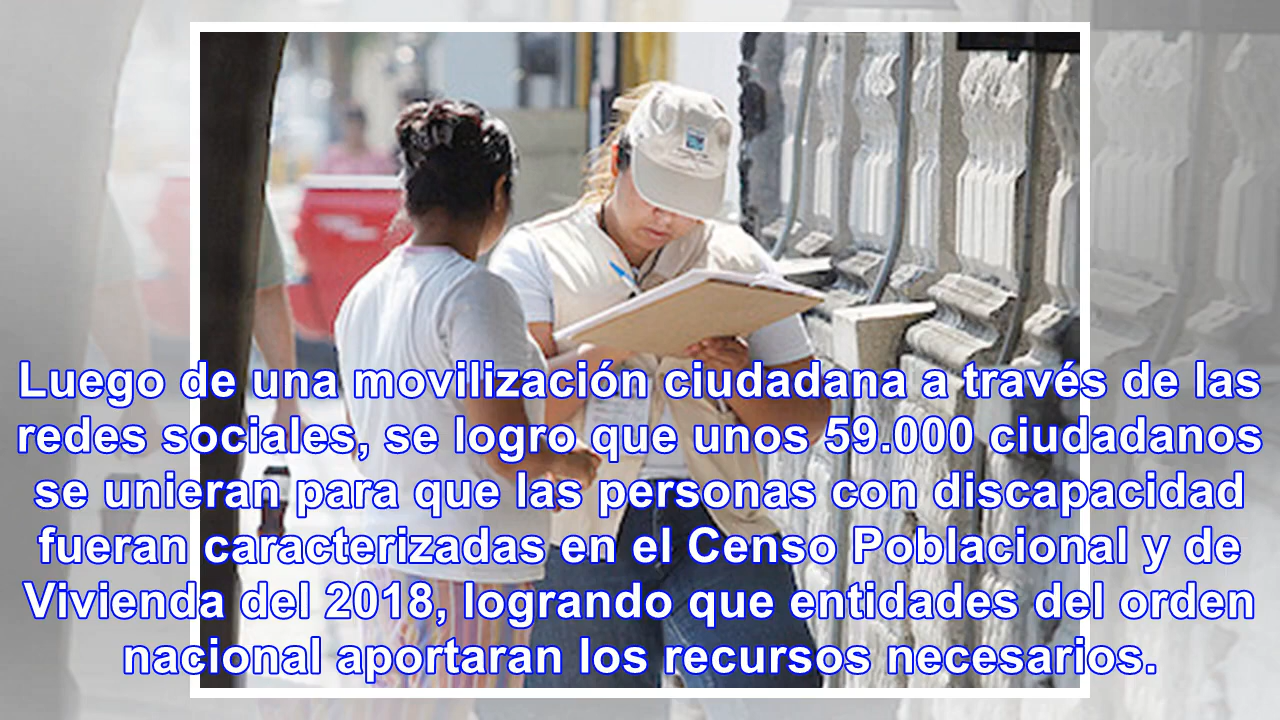 Luego de una movilización ciudadana a través de las
redes sociales, se logro que unos 59.000 ciudadanos
se unieran para que las personas con discapacidad
fueran caracterizadas en el Censo Poblacional y de
Vivienda del 2018, logrando que entidades del orden
nacional aportaran los recursos necesarios.